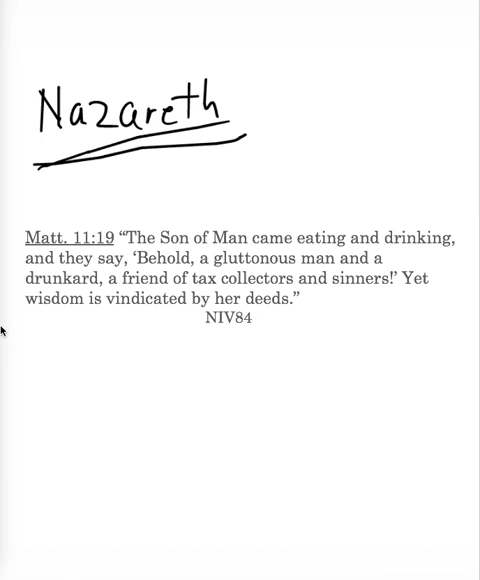 Nazareth
Matt. 11:19 “The Son of Man came eating and drinking,
and they say, ‘Behold, a gluttonous man and a
drunkard, a friend of tax collectors and sinners!’ Yet
wisdom is vindicated by her deeds.”
NIV84